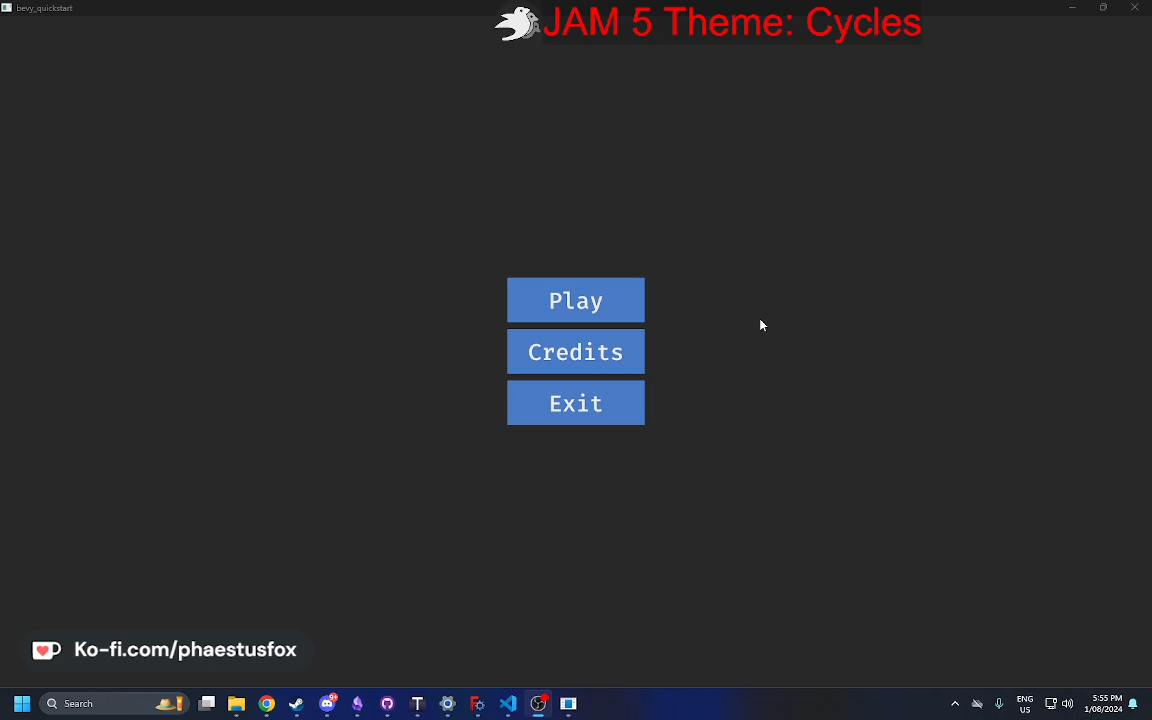 bevy_quickstart
JAM 5 Theme: Cycles
Play
Credits
Exit
Ko-fi.com/phaestusfox
Search
9+
ENG
US
5:55 PM
1/08/2024